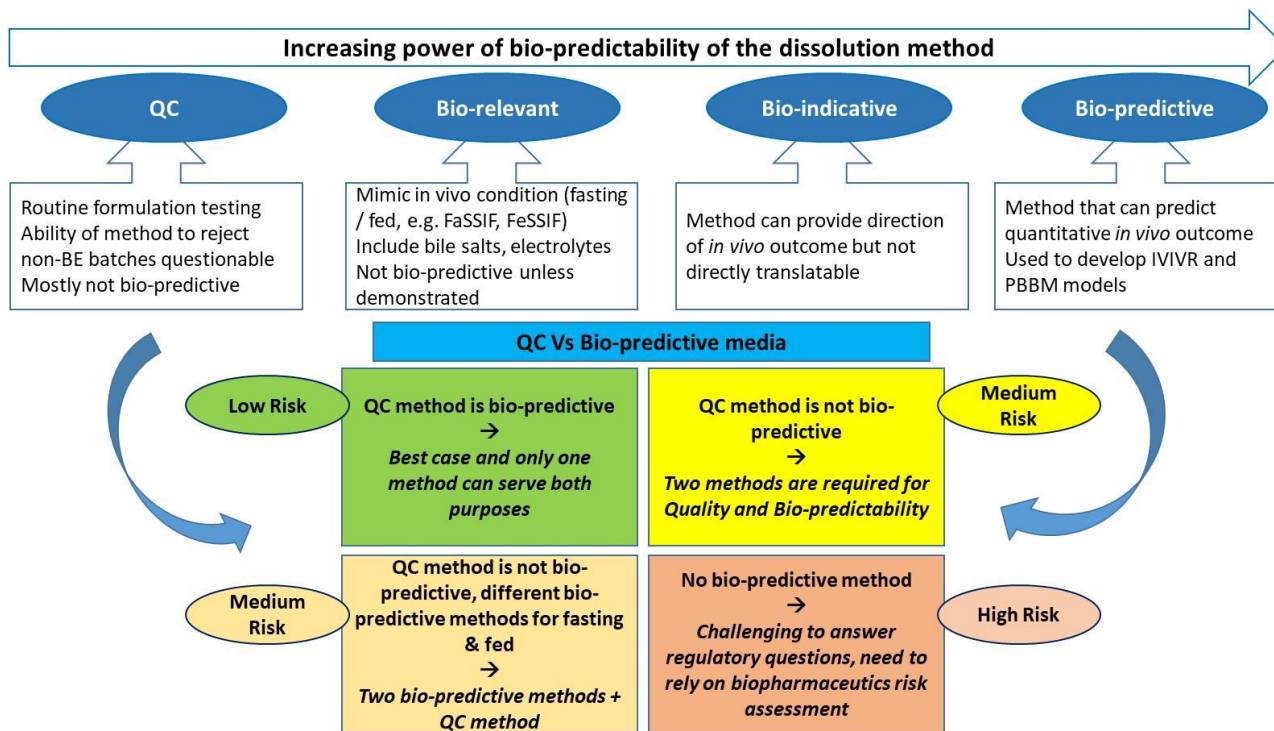 Increasing power of bio-predictability of the dissolution method
QC
Bio-relevant
Bio-indicative
Bio-predictive
Routine formulation testing
Ability of method to reject
non-BE batches questionable
Mostly not bio-predictive
Mimic in vivo condition (fasting
/ fed, e.g. FaSSIF, FeSSIF)
Include bile salts, electrolytes
Not bio-predictive unless
demonstrated
Method can provide direction
of in vivo outcome but not
directly translatable
Method that can predict
quantitative in vivo outcome
Used to develop IVIVR and
PBBM models
QC Vs Bio-predictive media
Low Risk
QC method is bio-predictive
→
Best case and only one
method can serve both
purposes
QC method is not bio-
predictive
→
Two methods are required for
Quality and Bio-predictability
Medium
Risk
Medium
Risk
QC method is not bio-
predictive, different bio-
predictive methods for fasting
& fed
→
Two bio-predictive methods +
QC method
No bio-predictive method
→
Challenging to answer
regulatory questions, need to
rely on biopharmaceutics risk
assessment
High Risk